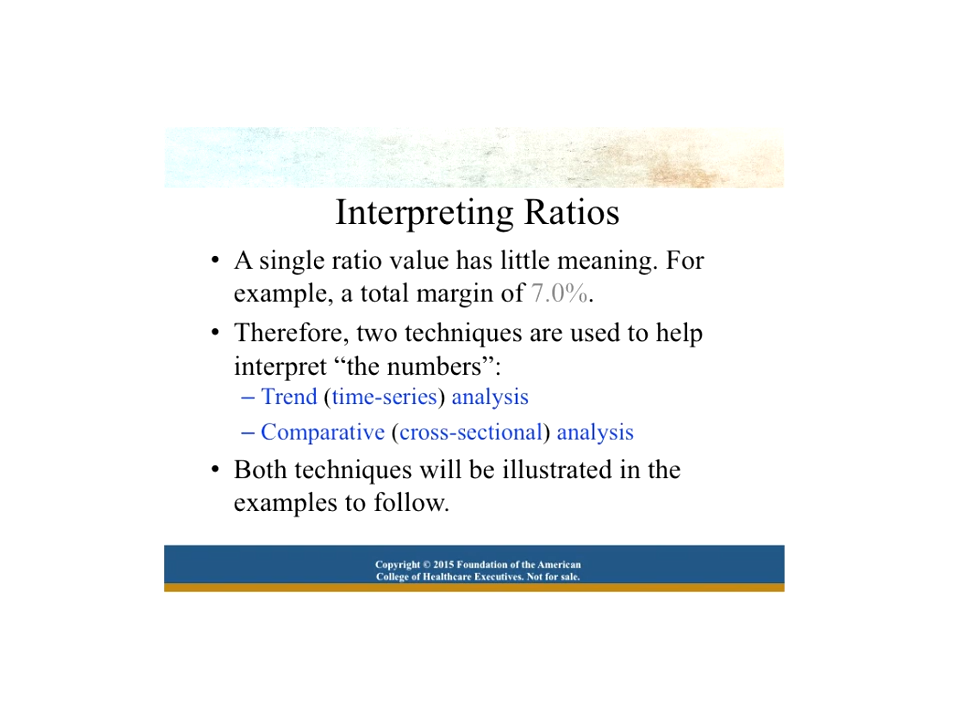 Interpreting Ratios
• A single ratio value has little meaning. For
example, a total margin of 7.0%.
• Therefore, two techniques are used to help
interpret “the numbers”:
– Trend (time-series) analysis
– Comparative (cross-sectional) analysis
• Both techniques will be illustrated in the
examples to follow.
Copyright © 2015 Foundation of the American
College of Healthcare Executives. Not for sale.